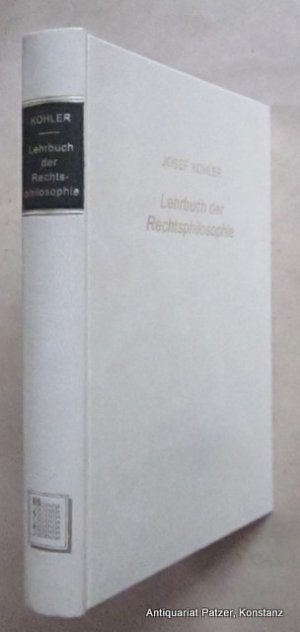 KOHLER
Lehrbuch
der
Rechts-
philosophie
JOSEF KOHLER
Lehrbuch der
Rechtsphilosophie
Antiquariat Patzer, Konstanz